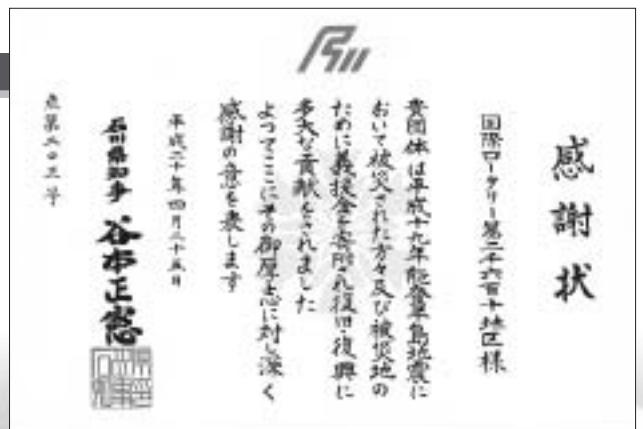 感謝状
国際ロータリー第二千六百十地区様
貴団体は平成十九年能登半島地震に
おいて被災された方々及び被災地の
ために義援金を寄附され復旧・復興に
多大な貢献をされました
よってここにその御厚志に対し深く
感謝の意を表します
平成二十年四月二十五日
石川県知事 谷本正憲